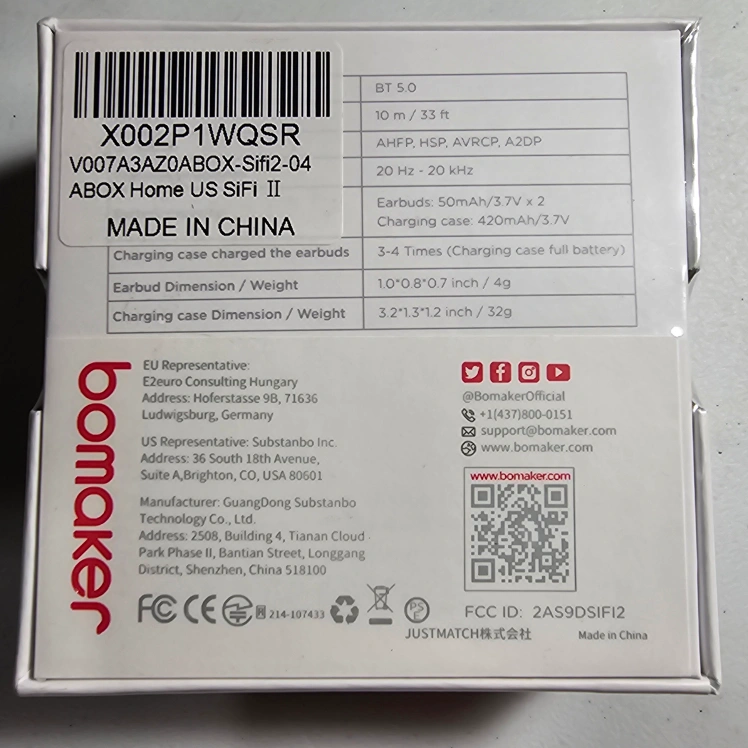 X002P1WQSR
V007A3AZ0ABOX-Sifi2-04
ABOX Home US SiFi II
MADE IN CHINA
BT 5.0
10 m / 33 ft
AHFP, HSP, AVRCP, A2DP
20 Hz - 20 kHz
Earbuds: 50mAh/3.7V x 2
Charging case: 420mAh/3.7V
Charging case charged the earbuds 3-4 Times (Charging case full battery)
Earbud Dimension / Weight 1.0*0.8*0.7 inch / 4g
Charging case Dimension / Weight 3.2*1.3*1.2 inch / 32g
bomaker
EU Representative:
E2euro Consulting Hungary
Address: Hoferstasse 9B, 71636
Ludwigsburg, Germany
US Representative: Substanbo Inc.
Address: 36 South 18th Avenue,
Suite A,Brighton, CO, USA 80601
Manufacturer: GuangDong Substanbo
Technology Co., Ltd.
Address: 2508, Building 4, Tianan Cloud
Park Phase II, Bantian Street, Longgang
District, Shenzhen, China 518100
@BomakerOfficial
+1(437)800-0151
support@bomaker.com
www.bomaker.com
www.bomaker.com
FC CE R 214-107433 PSE
FCC ID: 2AS9DSIFI2
JUSTMATCH株式会社
Made in China